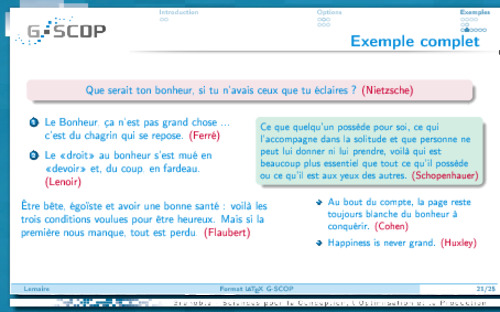 Introduction
Options
Exemples
G-SCOP
Exemple complet
Que serait ton bonheur, si tu n'avais ceux que tu éclaires ? (Nietzsche)
1 Le Bonheur, ça n'est pas grand chose ...
c'est du chagrin qui se repose. (Ferré)
2 Le «droit» au bonheur s'est mué en
«devoir» et, du coup, en fardeau.
(Lenoir)
Être bête, égoïste et avoir une bonne santé : voilà les
trois conditions voulues pour être heureux. Mais si la
première nous manque, tout est perdu. (Flaubert)
Ce que quelqu'un possède pour soi, ce qui
l'accompagne dans la solitude et que personne ne
peut lui donner ni lui prendre, voilà qui est
beaucoup plus essentiel que tout ce qu'il possède
ou ce qu'il est aux yeux des autres. (Schopenhauer)
Au bout du compte, la page reste
toujours blanche du bonheur à
conquérir. (Cohen)
Happiness is never grand. (Huxley)
Lemaire
Format LATEX G-SCOP
21/25
Sciences pour la Conception, l'Optimisation et la Production